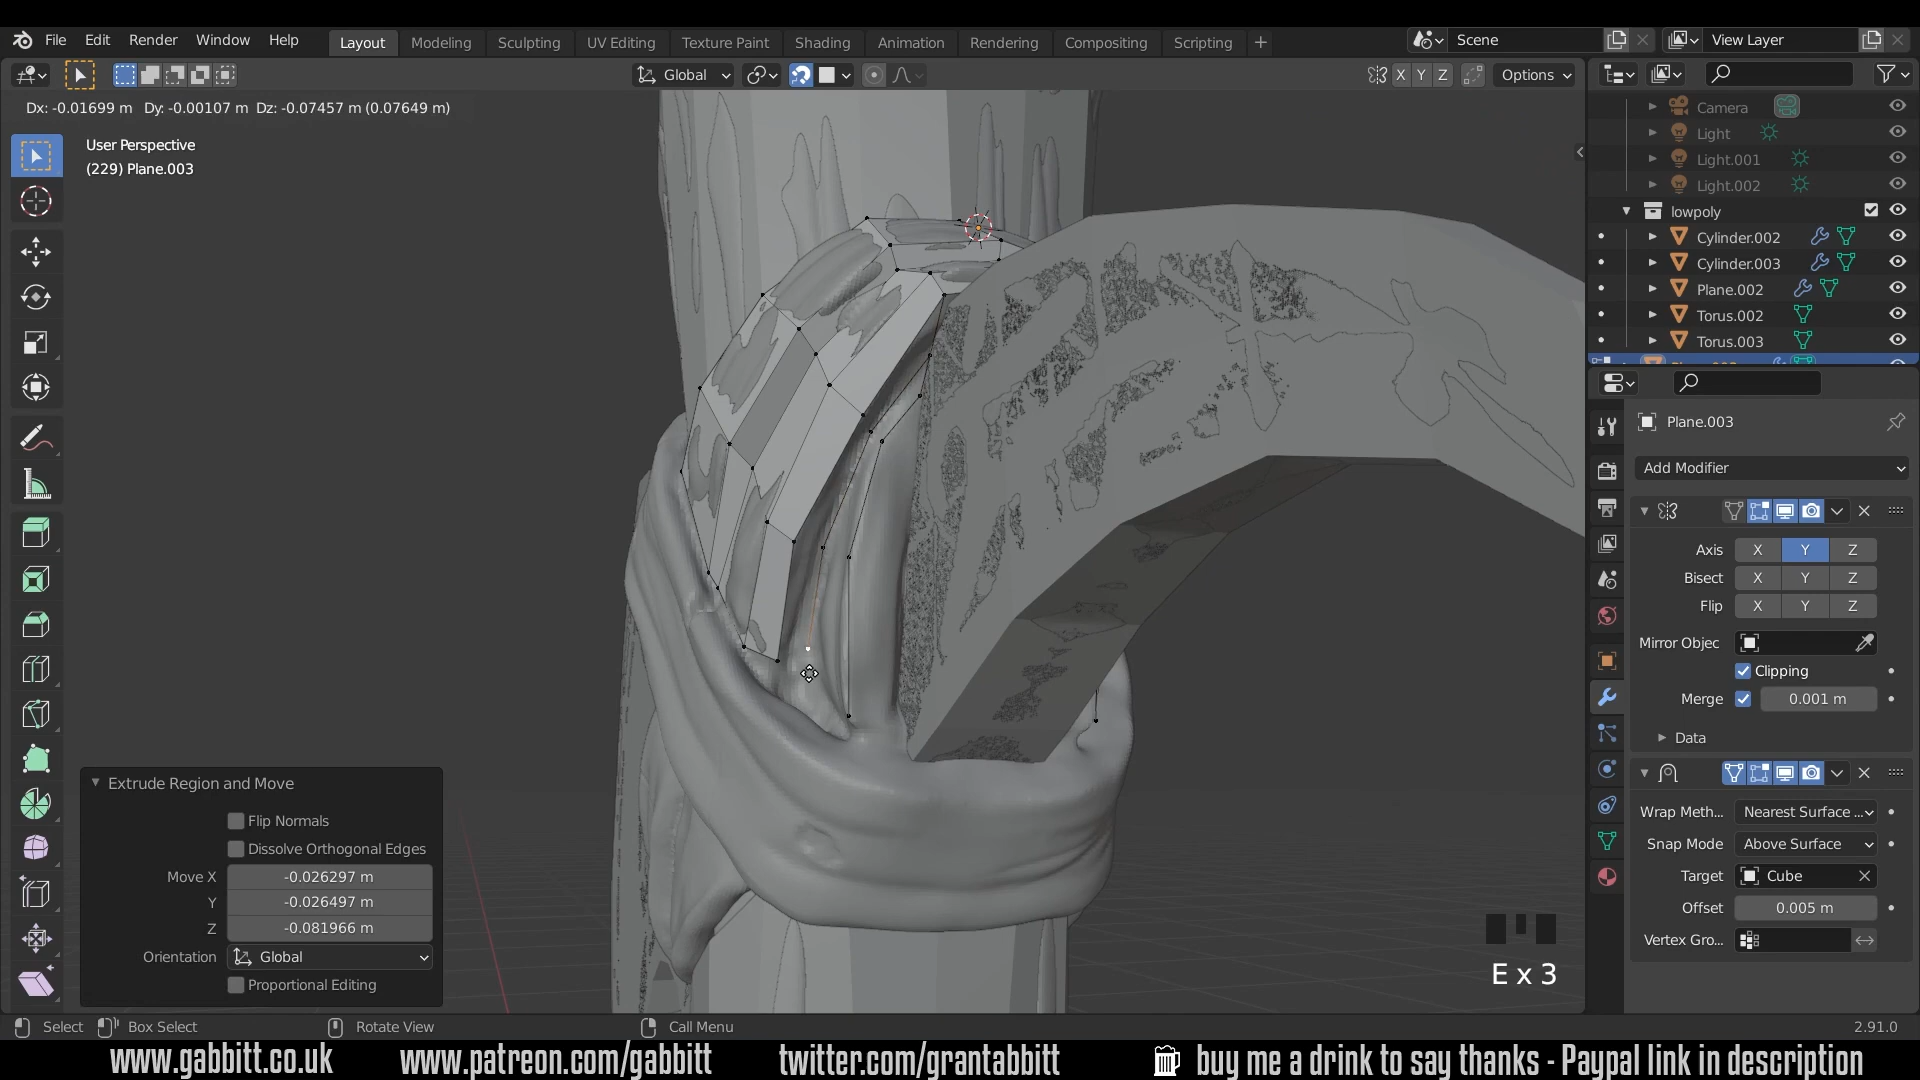 File Edit Render Window Help Layout Modeling Sculpting UV Editing Texture Paint Shading Animation Rendering Compositing Scripting Scene View Layer
Global X Y Z Options
Dx: -0.01699 m Dy: -0.00107 m Dz: -0.07457 m (0.07649 m)
User Perspective
(229) Plane.003
Camera
Light
Light.001
Light.002
lowpoly
Cylinder.002
Cylinder.003
Plane.002
Torus.002
Torus.003
Plane.003
Add Modifier
Axis X Y Z
Bisect X Y Z
Flip X Y Z
Mirror Objec
Clipping
Merge 0.001 m
Data
Wrap Meth... Nearest Surface ...
Snap Mode Above Surface
Target Cube
Offset 0.005 m
Vertex Gro...
Extrude Region and Move
Flip Normals
Dissolve Orthogonal Edges
Move X -0.026297 m
Y -0.026497 m
Z -0.081966 m
Orientation Global
Proportional Editing
E x 3
Select Box Select Rotate View Call Menu 2.91.0
www.gabbitt.co.uk www.patreon.com/gabbitt twitter.com/grantabbitt buy me a drink to say thanks - Paypal link in description